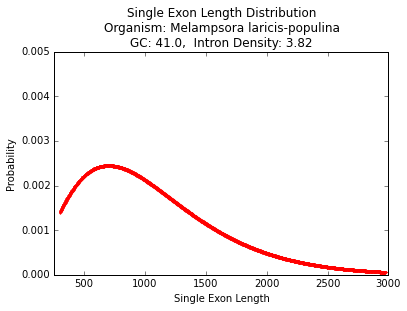 Single Exon Length Distribution
Organism: Melampsora laricis-populina
GC: 41.0,  Intron Density: 3.82
0.005
0.004
0.003
0.002
0.001
0.000
Probability
500 1000 1500 2000 2500 3000
Single Exon Length